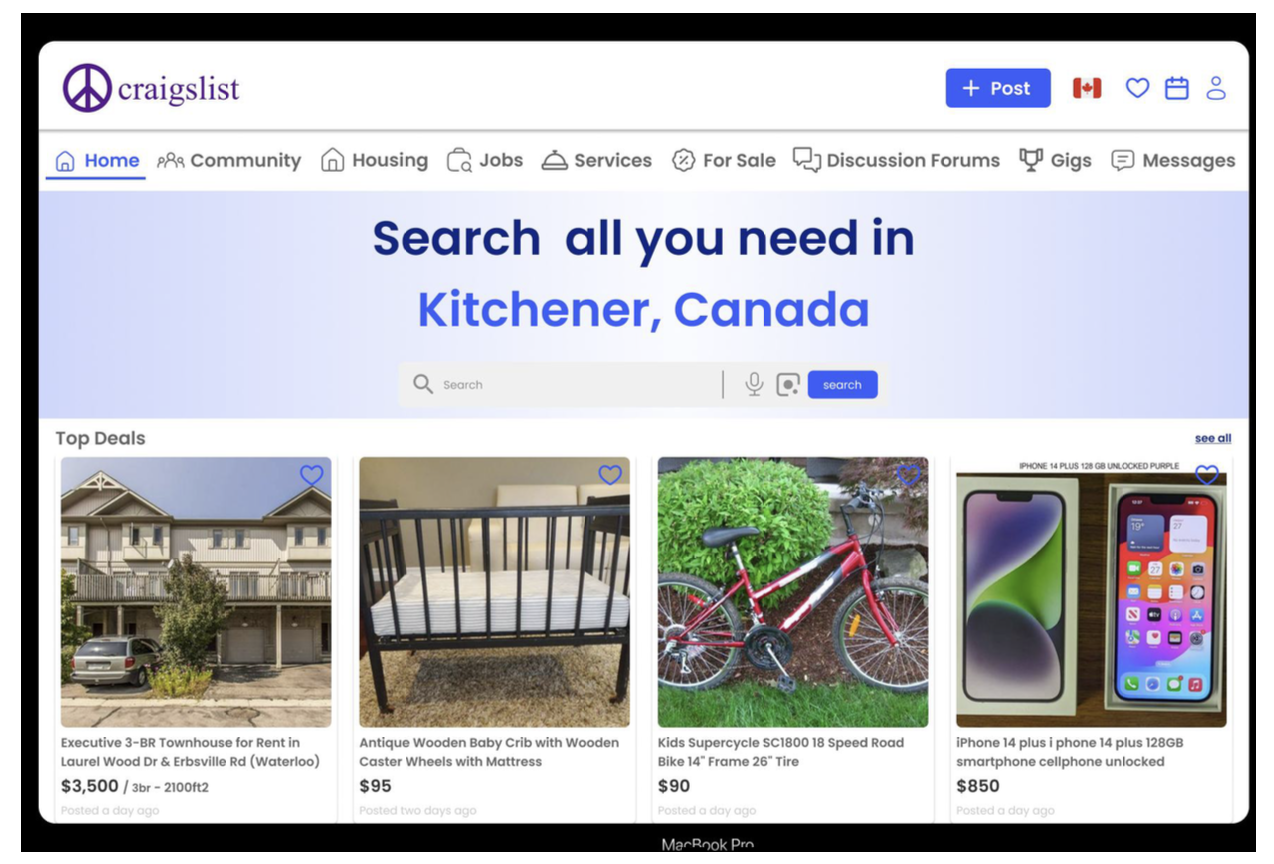 craigslist
+ Post
Home Community Housing Jobs Services For Sale Discussion Forums Gigs Messages
Search all you need in
Kitchener, Canada
Search search
Top Deals see all
IPHONE 14 PLUS 128 GB UNLOCKED PURPLE
Executive 3-BR Townhouse for Rent in
Laurel Wood Dr & Erbsville Rd (Waterloo)
$3,500 / 3br - 2100ft2
Posted a day ago
Antique Wooden Baby Crib with Wooden
Caster Wheels with Mattress
$95
Posted two days ago
Kids Supercycle SC1800 18 Speed Road
Bike 14" Frame 26" Tire
$90
Posted a day ago
iPhone 14 plus i phone 14 plus 128GB
smartphone cellphone unlocked
$850
Posted a day ago
MacBook Pro